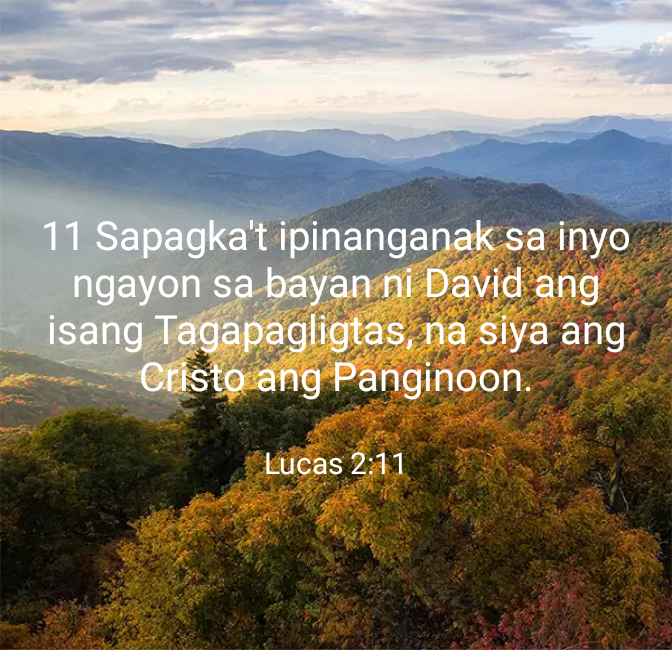 11 Sapagka't ipinanganak sa inyo
ngayon sa bayan ni David ang
isang Tagapagligtas, na siya ang
Cristo ang Panginoon.
Lucas 2:11